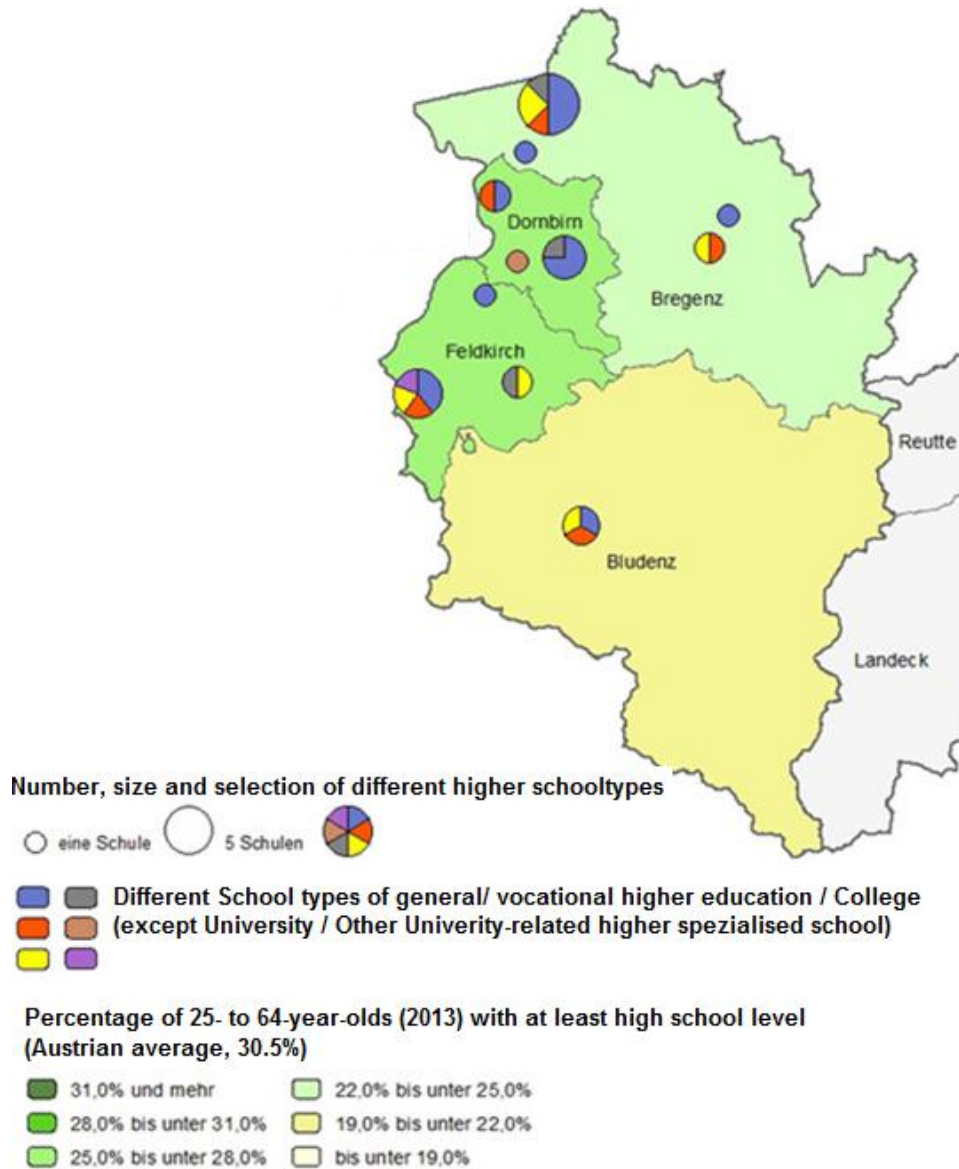 Dornbirn
Bregenz
Feldkirch
Reutte
Bludenz
Landeck
Number, size and selection of different higher schooltypes
eine Schule 5 Schulen
Different School types of general/ vocational higher education / College
(except University / Other Univerity-related higher spezialised school)
Percentage of 25- to 64-year-olds (2013) with at least high school level
(Austrian average, 30.5%)
31,0% und mehr 22,0% bis unter 25,0%
28,0% bis unter 31,0% 19,0% bis unter 22,0%
25,0% bis unter 28,0% bis unter 19,0%